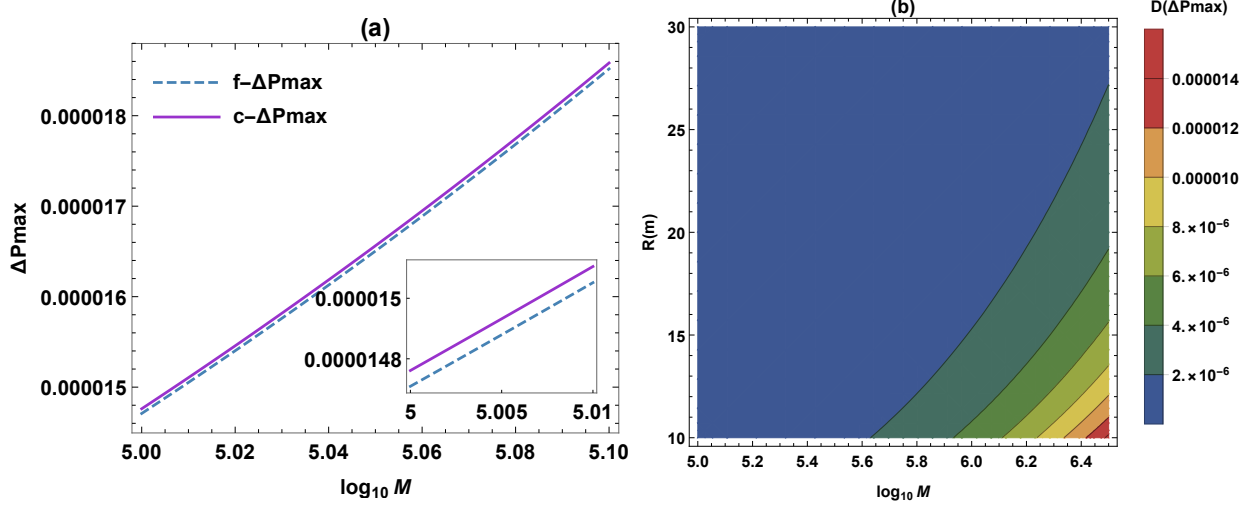 (a)
f-ΔPmax
c-ΔPmax
ΔPmax
0.000018
0.000017
0.000016
0.000015
0.000015
0.0000148
5 5.005 5.01
5.00 5.02 5.04 5.06 5.08 5.10
log₁₀ M
(b)
R(m)
30
25
20
15
10
5.0 5.2 5.4 5.6 5.8 6.0 6.2 6.4
log₁₀ M
D(ΔPmax)
0.000014
0.000012
0.000010
8.×10⁻⁶
6.×10⁻⁶
4.×10⁻⁶
2.×10⁻⁶